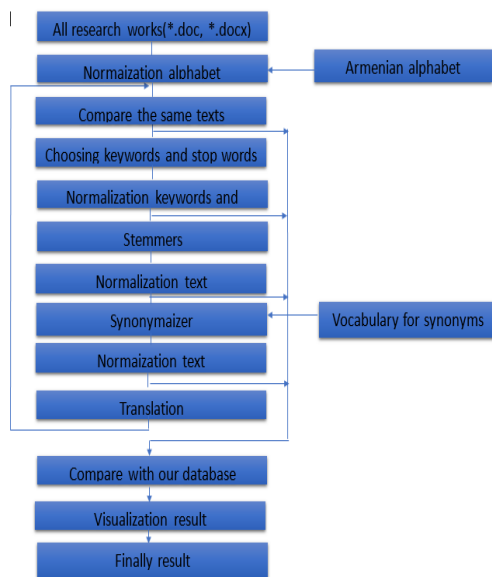 All research works(*.doc, *.docx)
Normaization alphabet
Armenian alphabet
Compare the same texts
Choosing keywords and stop words
Normalization keywords and
Stemmers
Normalization text
Synonymaizer
Vocabulary for synonyms
Normaization text
Translation
Compare with our database
Visualization result
Finally result